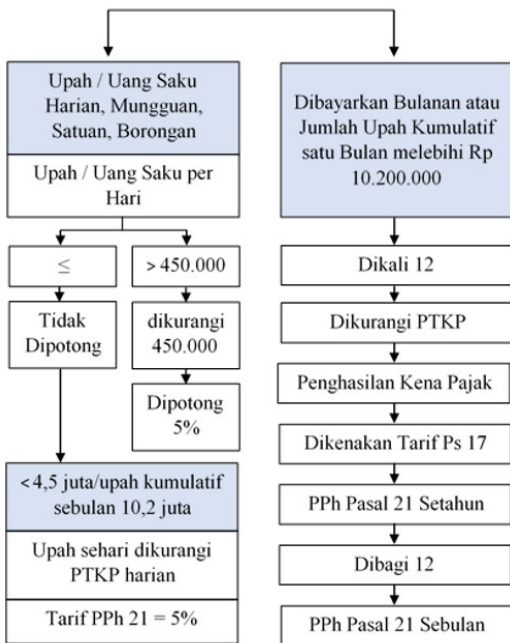 Upah / Uang Saku
Harian, Mungguan,
Satuan, Borongan
Upah / Uang Saku per
Hari
≤
> 450.000
Tidak
Dipotong
dikurangi
450.000
Dipotong
5%
<4,5 juta/upah kumulatif
sebulan 10,2 juta
Upah sehari dikurangi
PTKP harian
Tarif PPh 21 = 5%
Dibayarkan Bulanan atau
Jumlah Upah Kumulatif
satu Bulan melebihi Rp
10.200.000
Dikali 12
Dikurangi PTKP
Penghasilan Kena Pajak
Dikenakan Tarif Ps 17
PPh Pasal 21 Setahun
Dibagi 12
PPh Pasal 21 Sebulan